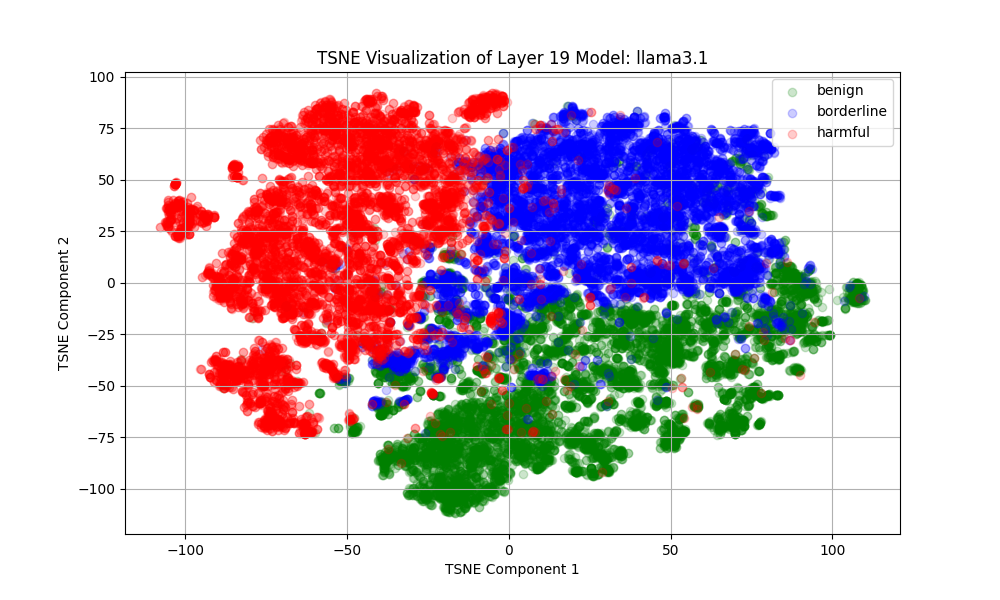 TSNE Visualization of Layer 19 Model: llama3.1
benign
borderline
harmful
TSNE Component 2
100
75
50
25
0
−25
−50
−75
−100
−100
−50
0
50
100
TSNE Component 1